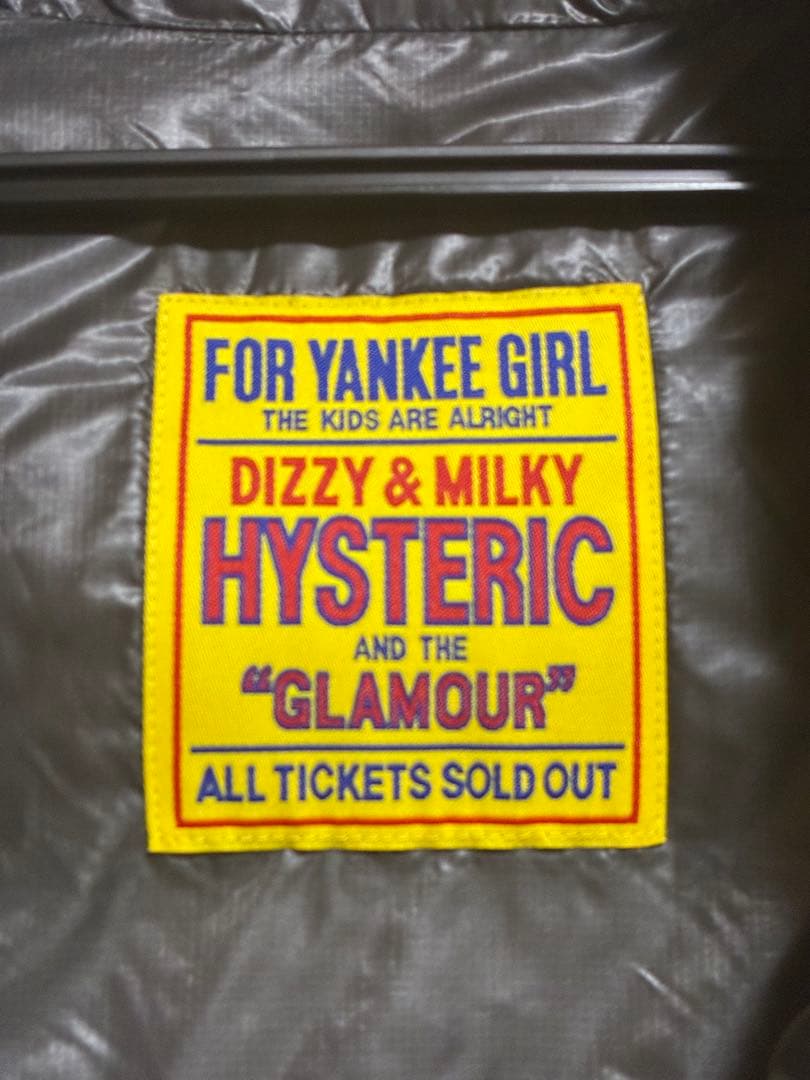 FOR YANKEE GIRL
THE KIDS ARE ALRIGHT
DIZZY & MILKY
HYSTERIC
AND THE
“GLAMOUR”
ALL TICKETS SOLD OUT